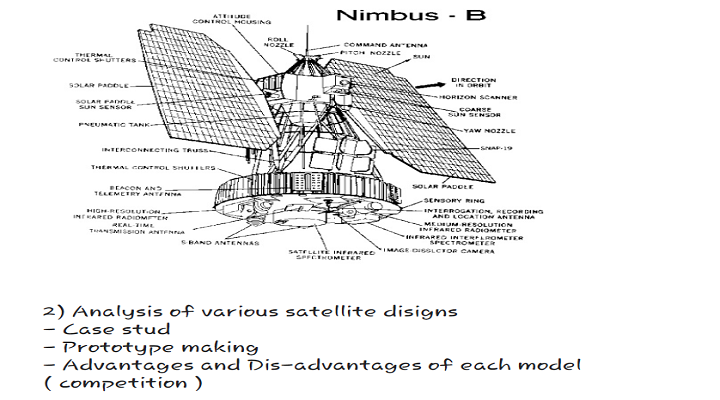 Nimbus - B
ATTITUDE
CONTROL HOUSING
ROLL
NOZZLE
COMMAND ANTENNA
PITCH NOZZLE
SUN
THERMAL
CONTROL SHUTTERS
DIRECTION
IN ORBIT
SOLAR PADDLE
HORIZON SCANNER
SOLAR PADDLE
SUN SENSOR
COARSE
SUN SENSOR
PNEUMATIC TANK
YAW NOZZLE
INTERCONNECTING TRUSS
SNAP-19
THERMAL CONTROL SHUTTERS
SOLAR PADDLE
BEACON AND
TELEMETRY ANTENNA
SENSORY RING
HIGH-RESOLUTION
INFRARED RADIOMETER
INTERROGATION, RECORDING
AND LOCATION ANTENNA
REAL-TIME
TRANSMISSION ANTENNA
MEDIUM-RESOLUTION
INFRARED RADIOMETER
S-BAND ANTENNAS
INFRARED INTERFEROMETER
SPECTROMETER
SATELLITE INFRARED
SPECTROMETER
IMAGE-DISSECTOR CAMERA
2) Analysis of various satellite disigns
- Case stud
- Prototype making
- Advantages and Dis-advantages of each model
( competition )